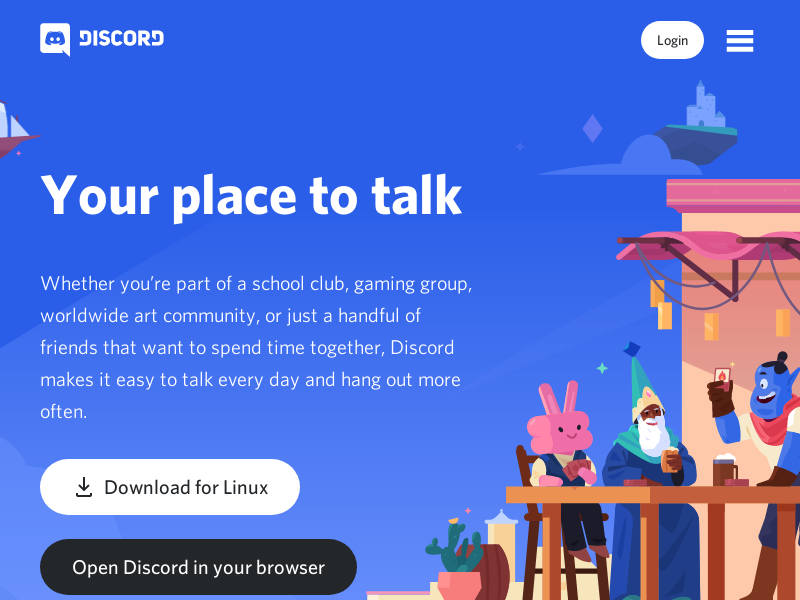 DISCORD
Login
Your place to talk
Whether you’re part of a school club, gaming group,
worldwide art community, or just a handful of
friends that want to spend time together, Discord
makes it easy to talk every day and hang out more
often.
Download for Linux
Open Discord in your browser